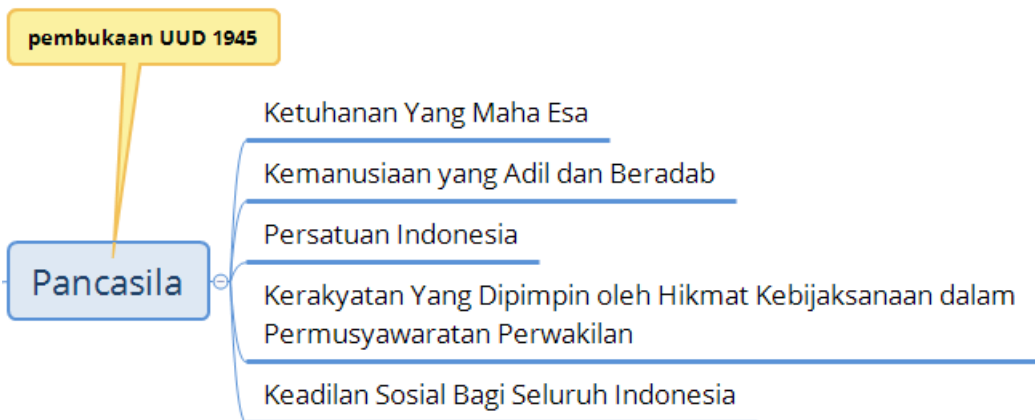 pembukaan UUD 1945
Ketuhanan Yang Maha Esa
Kemanusiaan yang Adil dan Beradab
Persatuan Indonesia
Pancasila
Kerakyatan Yang Dipimpin oleh Hikmat Kebijaksanaan dalam
Permusyawaratan Perwakilan
Keadilan Sosial Bagi Seluruh Indonesia